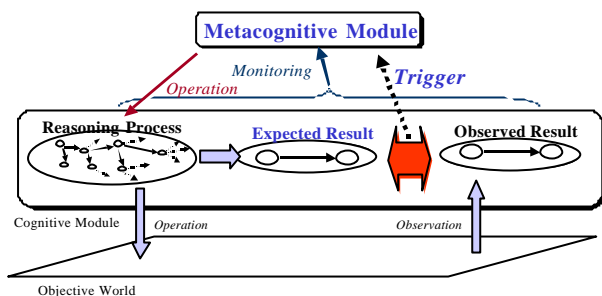 Metacognitive Module
Monitoring
Trigger
Operation
Reasoning Process
Expected Result
Observed Result
Cognitive Module
Operation
Observation
Objective World